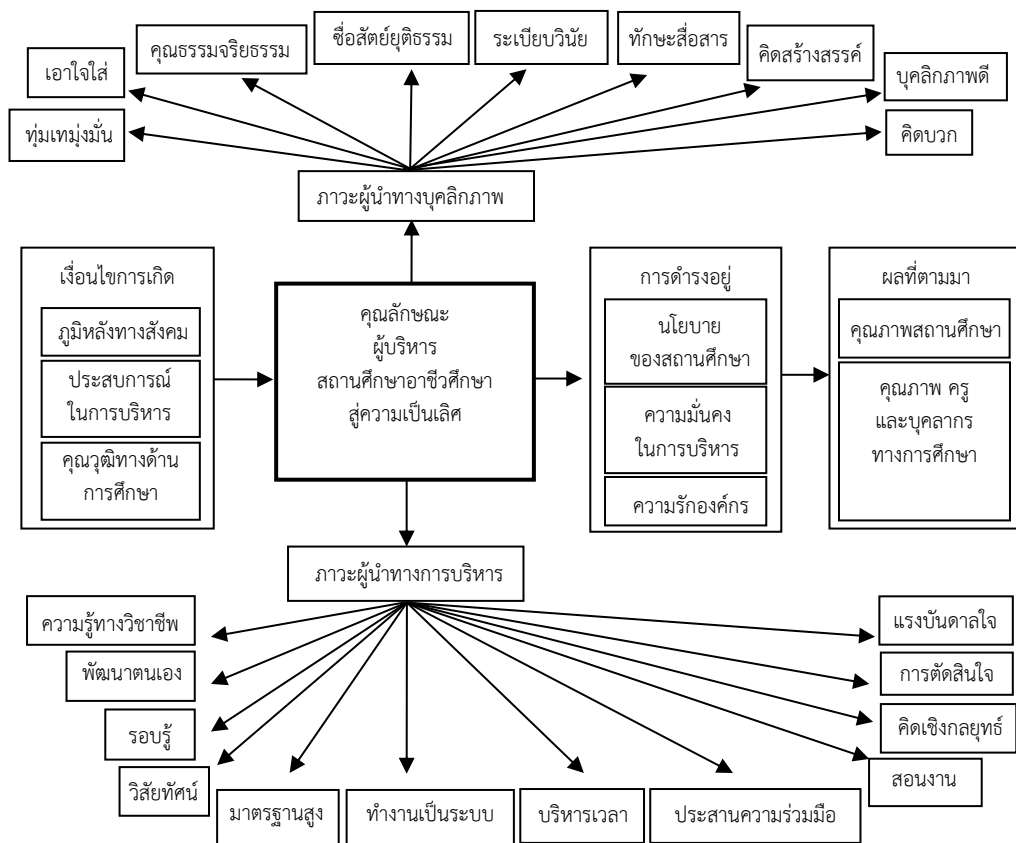 ซื่อสัตย์ยุติธรรม
ระเบียบวินัย
ทักษะสื่อสาร
คุณธรรมจริยธรรม
คิดสร้างสรรค์
เอาใจใส่
บุคลิกภาพดี
ทุ่มเทมุ่งมั่น
คิดบวก
ภาวะผู้นำทางบุคลิกภาพ
เงื่อนไขการเกิด
ภูมิหลังทางสังคม
ประสบการณ์
ในการบริหาร
คุณวุฒิทางด้าน
การศึกษา
คุณลักษณะ
ผู้บริหาร
สถานศึกษาอาชีวศึกษา
สู่ความเป็นเลิศ
การดำรงอยู่
นโยบาย
ของสถานศึกษา
ความมั่นคง
ในการบริหาร
ความรักองค์กร
ผลที่ตามมา
คุณภาพสถานศึกษา
คุณภาพ ครู
และบุคลากร
ทางการศึกษา
ภาวะผู้นำทางการบริหาร
ความรู้ทางวิชาชีพ
แรงบันดาลใจ
พัฒนาตนเอง
การตัดสินใจ
รอบรู้
คิดเชิงกลยุทธ์
วิสัยทัศน์
สอนงาน
มาตรฐานสูง
ทำงานเป็นระบบ
บริหารเวลา
ประสานความร่วมมือ